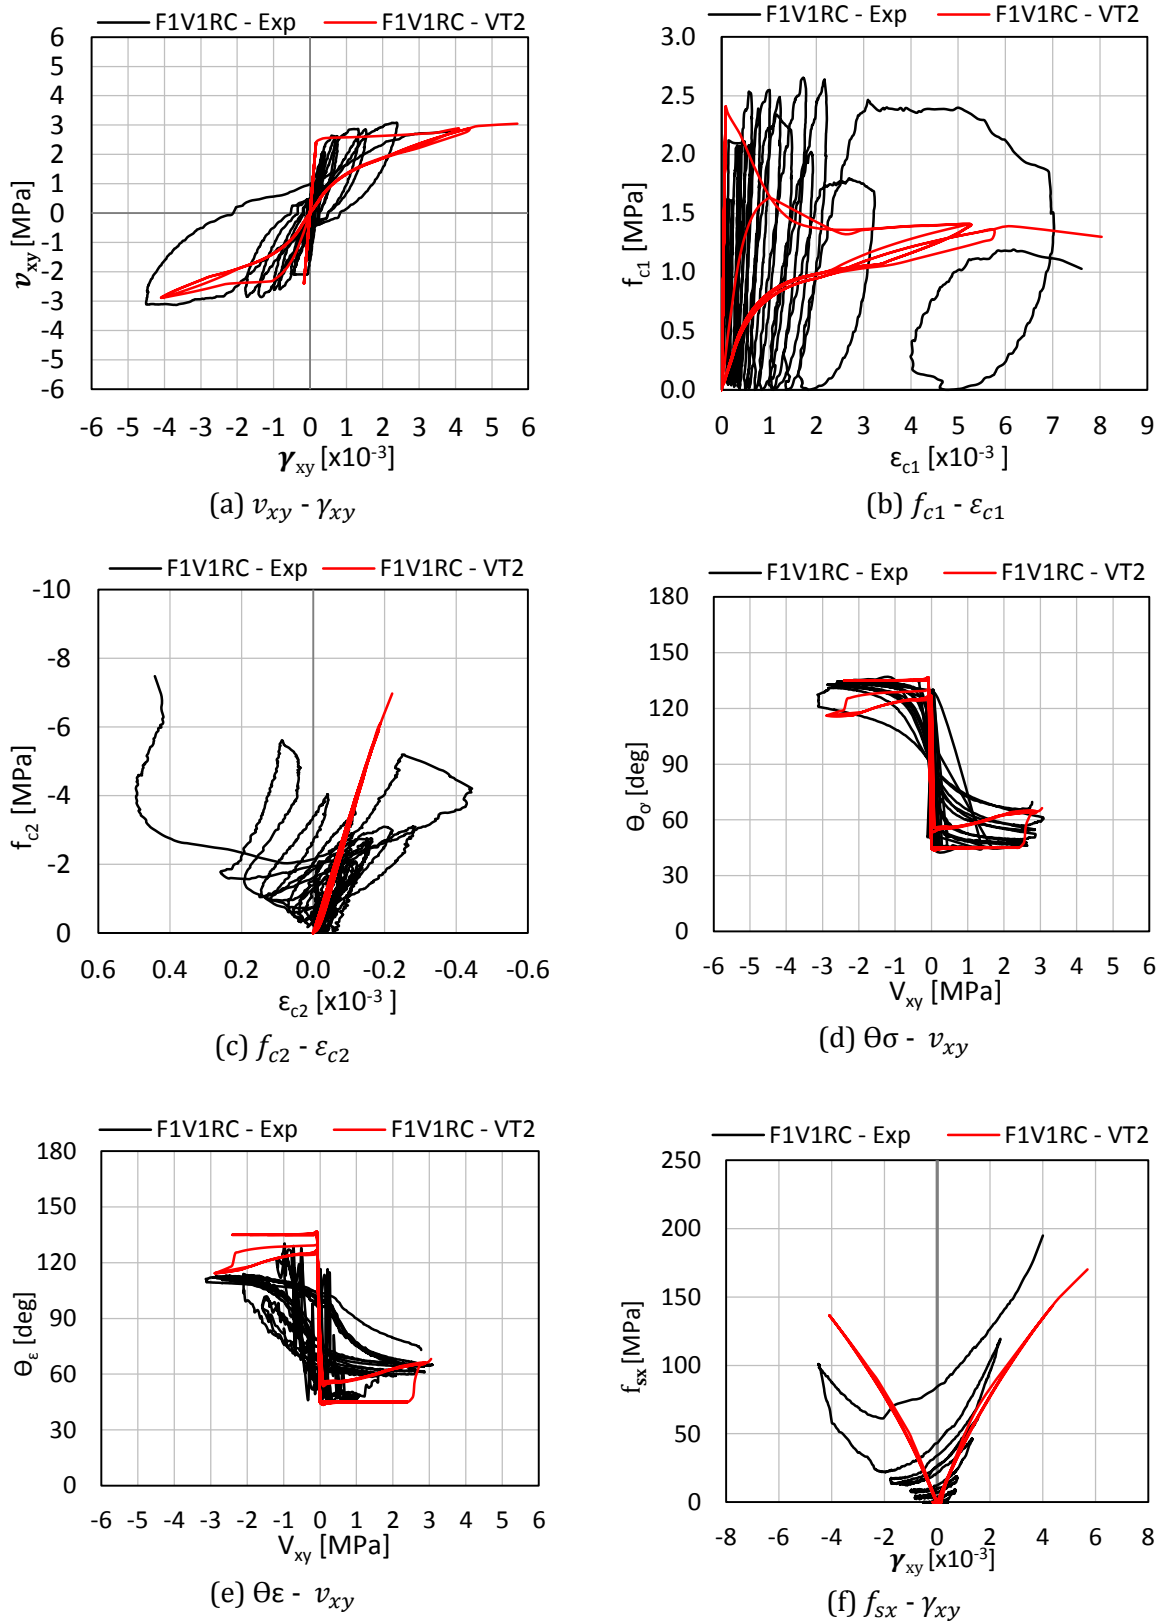 F1V1RC - Exp
F1V1RC - VT2
6
5
4
3
2
1
0
-1
-2
-3
-4
-5
-6
-6 -5 -4 -3 -2 -1 0 1 2 3 4 5 6
v_xy [MPa]
γ_xy [x10⁻³]
(a) v_xy - γ_xy
F1V1RC - Exp
F1V1RC - VT2
3.0
2.5
2.0
1.5
1.0
0.5
0.0
0 1 2 3 4 5 6 7 8 9
f_c1 [MPa]
ε_c1 [x10⁻³ ]
(b) f_c1 - ε_c1
F1V1RC - Exp
F1V1RC - VT2
-10
-8
-6
-4
-2
0
0.6 0.4 0.2 0.0 -0.2 -0.4 -0.6
f_c2 [MPa]
ε_c2 [x10⁻³ ]
(c) f_c2 - ε_c2
F1V1RC - Exp
F1V1RC - VT2
180
150
120
90
60
30
0
-6 -5 -4 -3 -2 -1 0 1 2 3 4 5 6
Θ_σ [deg]
V_xy [MPa]
(d) Θσ - v_xy
F1V1RC - Exp
F1V1RC - VT2
180
150
120
90
60
30
0
-6 -5 -4 -3 -2 -1 0 1 2 3 4 5 6
Θ_ε [deg]
V_xy [MPa]
(e) Θε - v_xy
F1V1RC - Exp
F1V1RC - VT2
250
200
150
100
50
0
-8 -6 -4 -2 0 2 4 6 8
f_sx [MPa]
γ_xy [x10⁻³]
(f) f_sx - γ_xy